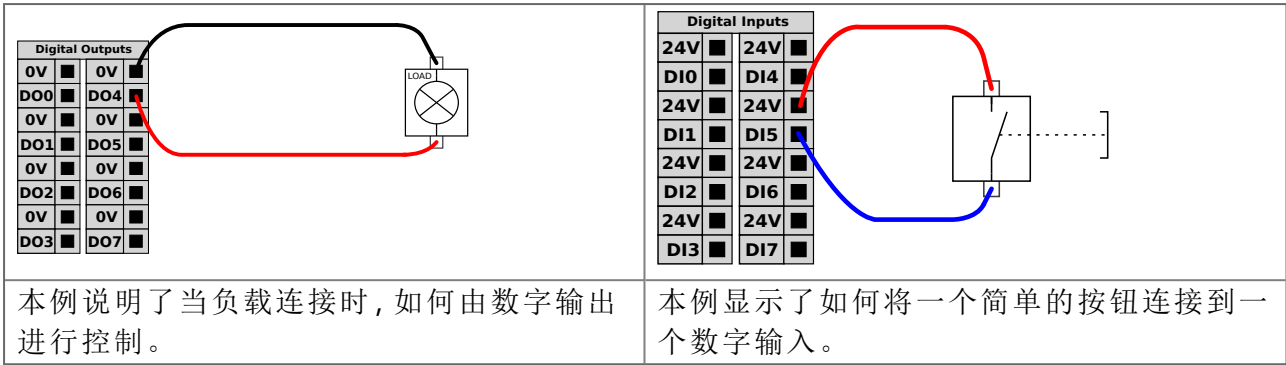 Digital Outputs
0V 0V
DO0 DO4
0V 0V
DO1 DO5
0V 0V
DO2 DO6
0V 0V
DO3 DO7
LOAD
本例说明了当负载连接时,如何由数字输出
进行控制。
Digital Inputs
24V 24V
DI0 DI4
24V 24V
DI1 DI5
24V 24V
DI2 DI6
24V 24V
DI3 DI7
本例显示了如何将一个简单的按钮连接到一
个数字输入。